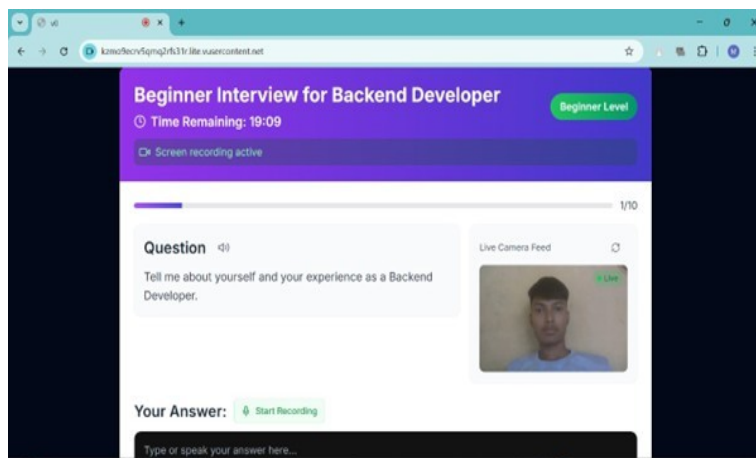 v0
kzmo9ecrv5qmq2rfs31r.lite.vusercontent.net
Beginner Interview for Backend Developer
Time Remaining: 19:09
Beginner Level
Screen recording active
1/10
Question
Tell me about yourself and your experience as a Backend
Developer.
Live Camera Feed
Live
Your Answer:
Start Recording
Type or speak your answer here...